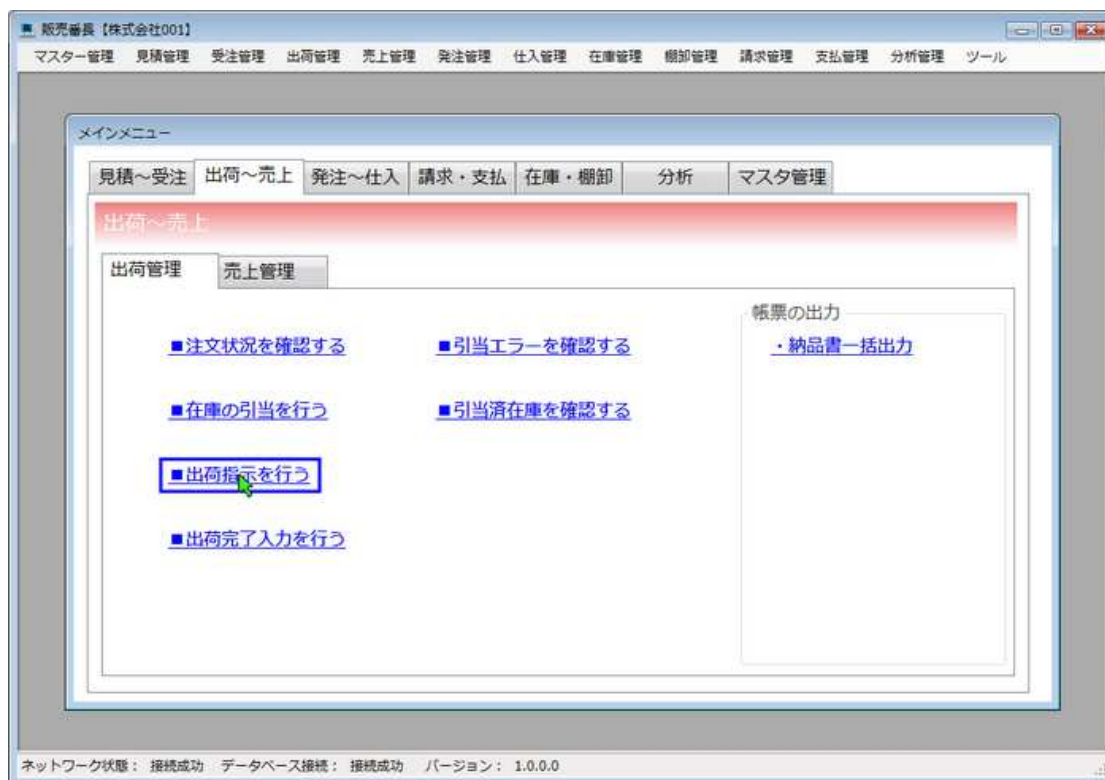 販売番長【株式会社001】
マスター管理 見積管理 受注管理 出荷管理 売上管理 発注管理 仕入管理 在庫管理 棚卸管理 請求管理 支払管理 分析管理 ツール
メインメニュー
見積～受注 出荷～売上 発注～仕入 請求・支払 在庫・棚卸 分析 マスタ管理
出荷～売上
出荷管理 売上管理
帳票の出力
■注文状況を確認する ■引当エラーを確認する ・納品書一括出力
■在庫の引当を行う ■引当済在庫を確認する
■出荷指示を行う
■出荷完了入力を行う
ネットワーク状態： 接続成功 データベース接続： 接続成功 バージョン： 1.0.0.0